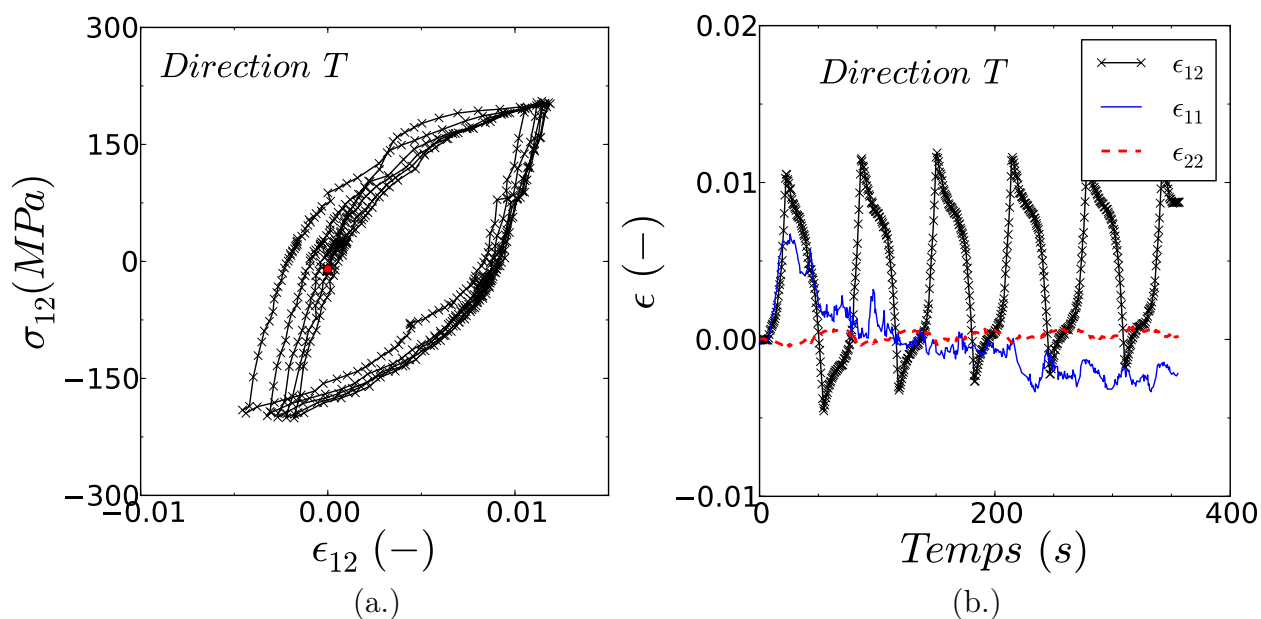 300
150
0
−150
−300
−0.01
0.00
0.01
σ12(MPa)
ϵ12 (−)
Direction T
(a.)
0.02
0.01
0.00
−0.01
0
200
400
ϵ (−)
Temps (s)
Direction T
ϵ12
ϵ11
ϵ22
(b.)